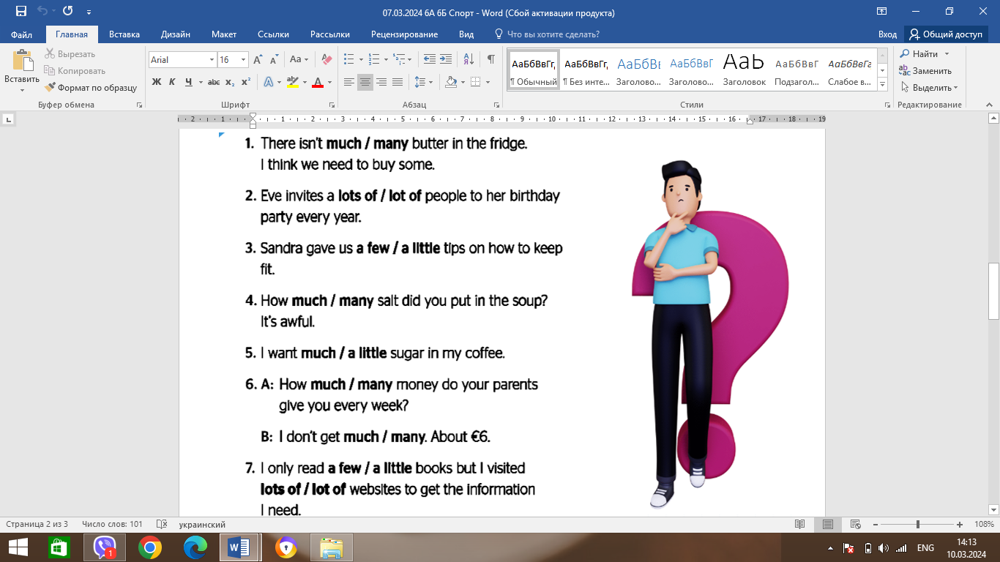 07.03.2024 6А 6Б Спорт - Word (Сбой активации продукта)
Файл Главная Вставка Дизайн Макет Ссылки Рассылки Рецензирование Вид Что вы хотите сделать? Вход Общий доступ
Вставить
Вырезать
Копировать
Формат по образцу
Буфер обмена
Arial 16 Aa
Ж К Ч abc x₂ x²
Шрифт
Абзац
АаБбВвГг, АаБбВвГг, АаБбВв АаБбВвГ АаЬ АаБбВвГ АаБбВвГг
¶ Обычный ¶ Без инте... Заголово... Заголово... Заголовок Подзагол... Слабое в...
Стили
Найти
Заменить
Выделить
Редактирование
2 1 1 2 3 4 5 6 7 8 9 10 11 12 13 14 15 16 17 18 19
1. There isn't much / many butter in the fridge.
I think we need to buy some.
2. Eve invites a lots of / lot of people to her birthday
party every year.
3. Sandra gave us a few / a little tips on how to keep
fit.
4. How much / many salt did you put in the soup?
It's awful.
5. I want much / a little sugar in my coffee.
6. A: How much / many money do your parents
give you every week?
B: I don't get much / many. About €6.
7. I only read a few / a little books but I visited
lots of / lot of websites to get the information
I need.
Страница 2 из 3 Число слов: 101 украинский 108%
1
ENG
14:13
10.03.2024